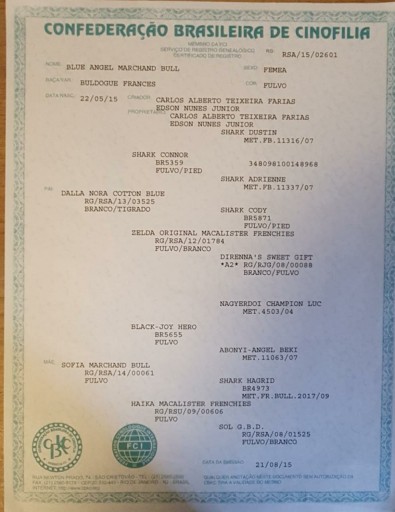 CONFEDERAÇÃO BRASILEIRA DE CINOFILIA
SERVIÇO DE REGISTRO GENEALÓGICO
CERTIFICADO DE REGISTRO
RG RSA/15/02601
NOME BLUE ANGEL MARCHAND BULL
SEXO FEMEA
RAÇA/VAR. BULDOGUE FRANCES
COR FULVO
DATA NASC. 22/05/15
CRIADOR CARLOS ALBERTO TEIXEIRA FARIAS
EDSON NUNES JUNIOR
PROPRIETÁRIO CARLOS ALBERTO TEIXEIRA FARIAS
EDSON NUNES JUNIOR
SHARK DUSTIN
MET.FB.11316/07
SHARK CONNOR
BR5359
FULVO/PIED
348098100148968
SHARK ADRIENNE
MET.FB.11337/07
PAI DALLA NORA COTTON BLUE
RG/RSA/13/03525
BRANCO/TIGRADO
SHARK CODY
BR5871
FULVO/PIED
ZELDA ORIGINAL MACALISTER FRENCHIES
RG/RSA/12/01784
FULVO/BRANCO
DIRENNA'S SWEET GIFT
*A2* RG/RJG/08/00088
BRANCO/FULVO
NAGYERDOI CHAMPION LUC
MET.4503/04
BLACK-JOY HERO
BR5655
FULVO
ABONYI-ANGEL BEKI
MET.11063/07
MÃE SOFIA MARCHAND BULL
RG/RSA/14/00061
FULVO
SHARK HAGRID
BR4973
MET.FB.BULL.2017/09
HAIKA MACALISTER FRENCHIES
RG/RSU/09/00606
FULVO
SOL G.B.D.
RG/RSA/08/01525
FULVO/BRANCO
CBKC
FCI
DATA DA EMISSÃO 21/08/15